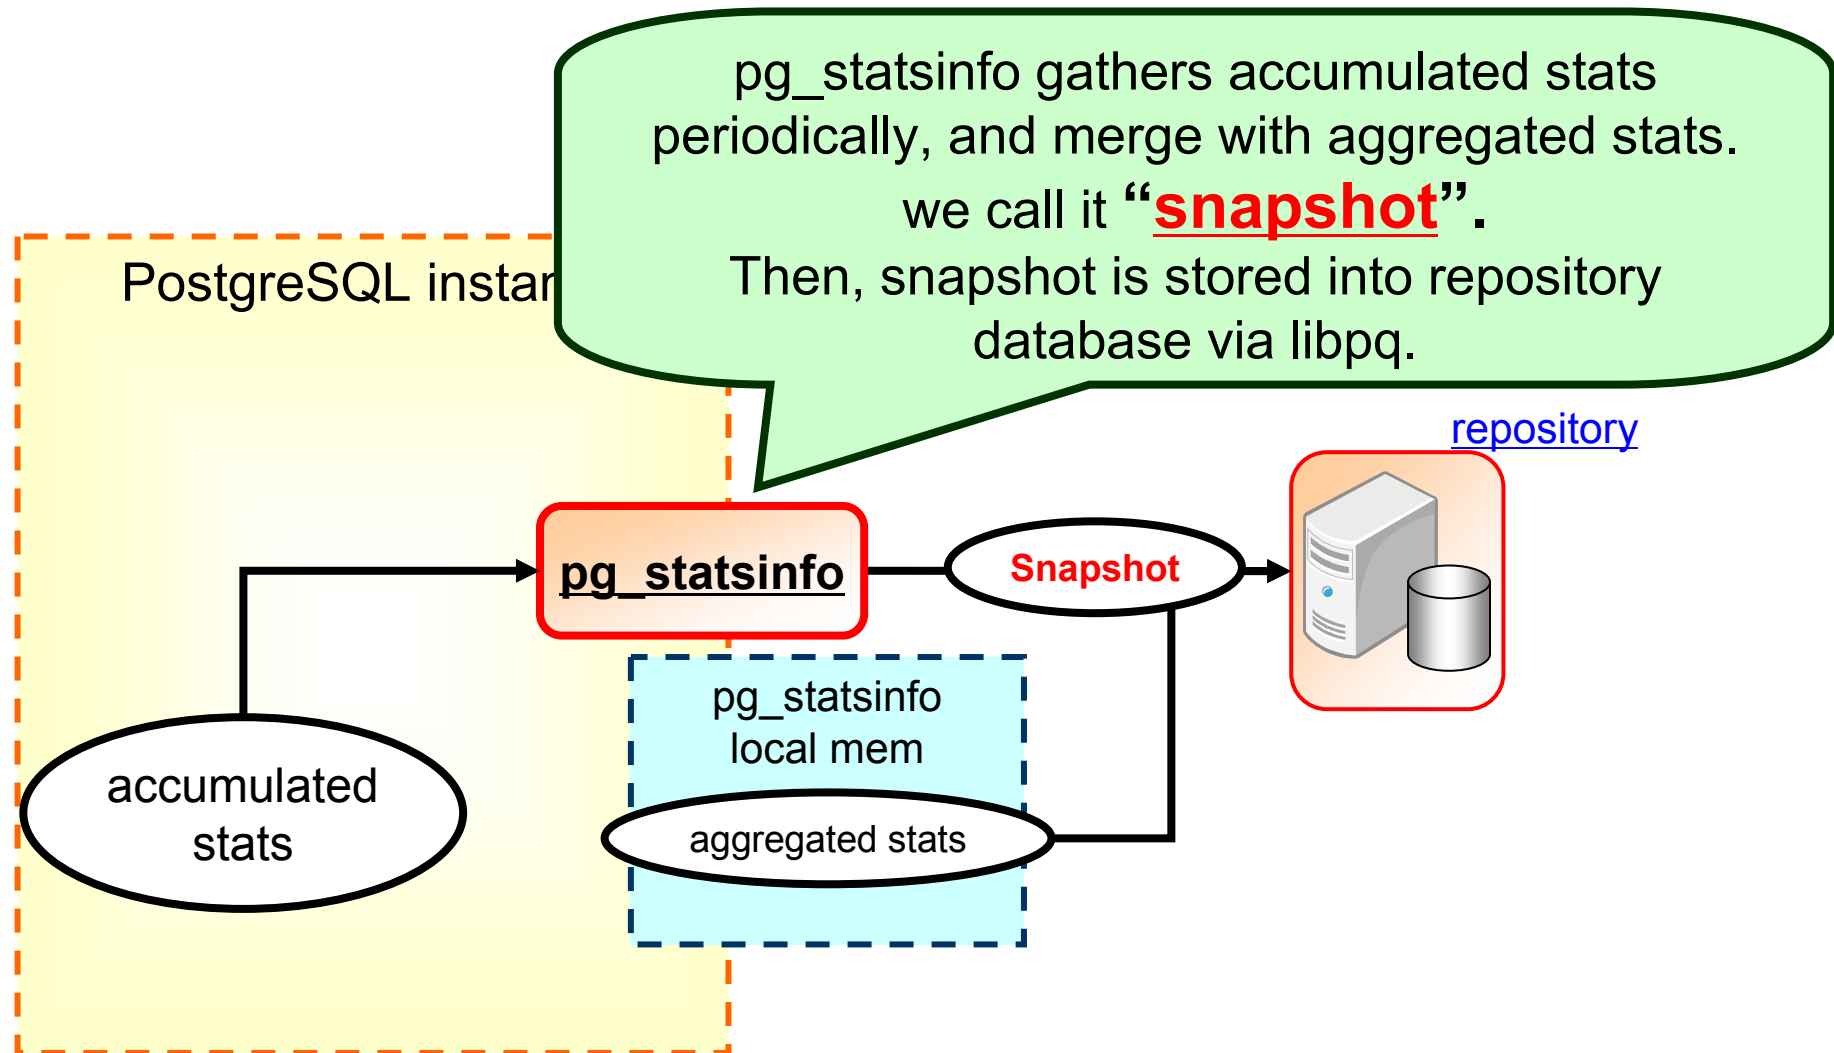 pg_statsinfo gathers accumulated stats
periodically, and merge with aggregated stats.
we call it “snapshot”.
Then, snapshot is stored into repository
database via libpq.
PostgreSQL
repository
pg_statsinfo
Snapshot
pg_statsinfo
local mem
accumulated
stats
aggregated stats